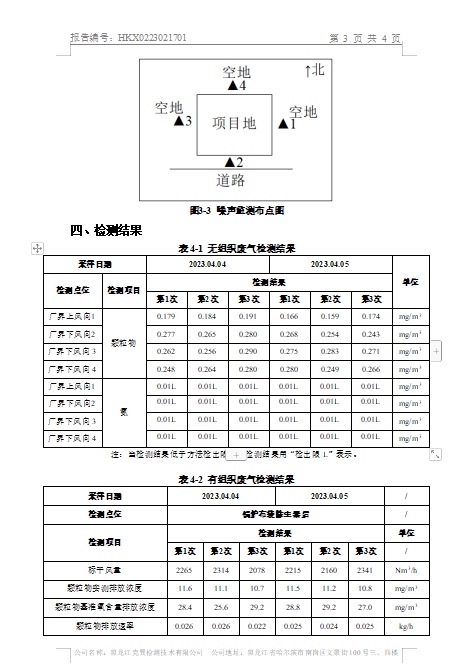 报告编号：HKX0223021701 第 3 页 共 4 页
↑北
空地
▲4
空地
▲3
项目地
空地
▲1
▲2
道路
图3-3 噪声监测布点图
四、检测结果
表 4-1 无组织废气检测结果
采样日期 2023.04.04 2023.04.05 单位
检测点位 检测项目 检测结果
第1次 第2次 第3次 第1次 第2次 第3次
厂界上风向1 颗粒物 0.179 0.184 0.191 0.166 0.159 0.174 mg/m³
厂界下风向2 0.277 0.265 0.280 0.268 0.254 0.243 mg/m³
厂界下风向 3 0.262 0.256 0.290 0.275 0.283 0.271 mg/m³
厂界下风向 4 0.248 0.264 0.280 0.280 0.249 0.266 mg/m³
厂界上风向1 氨 0.01L 0.01L 0.01L 0.01L 0.01L 0.01L mg/m³
厂界下风向2 0.01L 0.01L 0.01L 0.01L 0.01L 0.01L mg/m³
厂界下风向 3 0.01L 0.01L 0.01L 0.01L 0.01L 0.01L mg/m³
厂界下风向 4 0.01L 0.01L 0.01L 0.01L 0.01L 0.01L mg/m³
注：当检测结果低于方法检出限 检测结果用“检出限 L”表示。
表 4-2 有组织废气检测结果
采样日期 2023.04.04 2023.04.05 /
检测点位 锅炉布袋除尘器后 /
检测项目 检测结果 单位
第1次 第2次 第3次 第1次 第2次 第3次 /
标干风量 2265 2314 2078 2215 2160 2341 Nm³/h
颗粒物实测排放浓度 11.6 11.1 10.7 11.5 11.2 10.8 mg/m³
颗粒物基准氧含量排放浓度 28.4 25.6 29.2 28.8 29.2 27.0 mg/m³
颗粒物排放速率 0.026 0.026 0.022 0.025 0.024 0.025 kg/h
公司名称：黑龙江克贾检测技术有限公司 公司地址：黑龙江省哈尔滨市南岗区文景街100号三、四楼